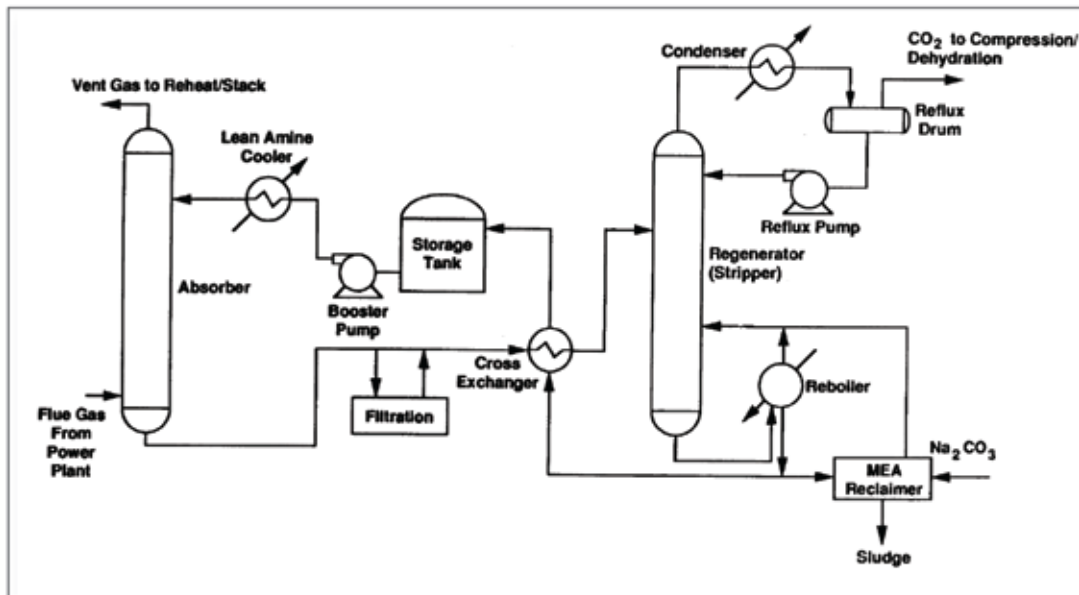 CO2 to Compression/
Dehydration
Condenser
Vent Gas to Reheat/Stack
Reflux
Drum
Lean Amine
Cooler
Storage
Tank
Reflux Pump
Regenerator
(Stripper)
Absorber
Booster
Pump
Cross
Exchanger
Reboiler
Flue Gas
From
Power
Plant
Filtration
Na2CO3
MEA
Reclaimer
Sludge